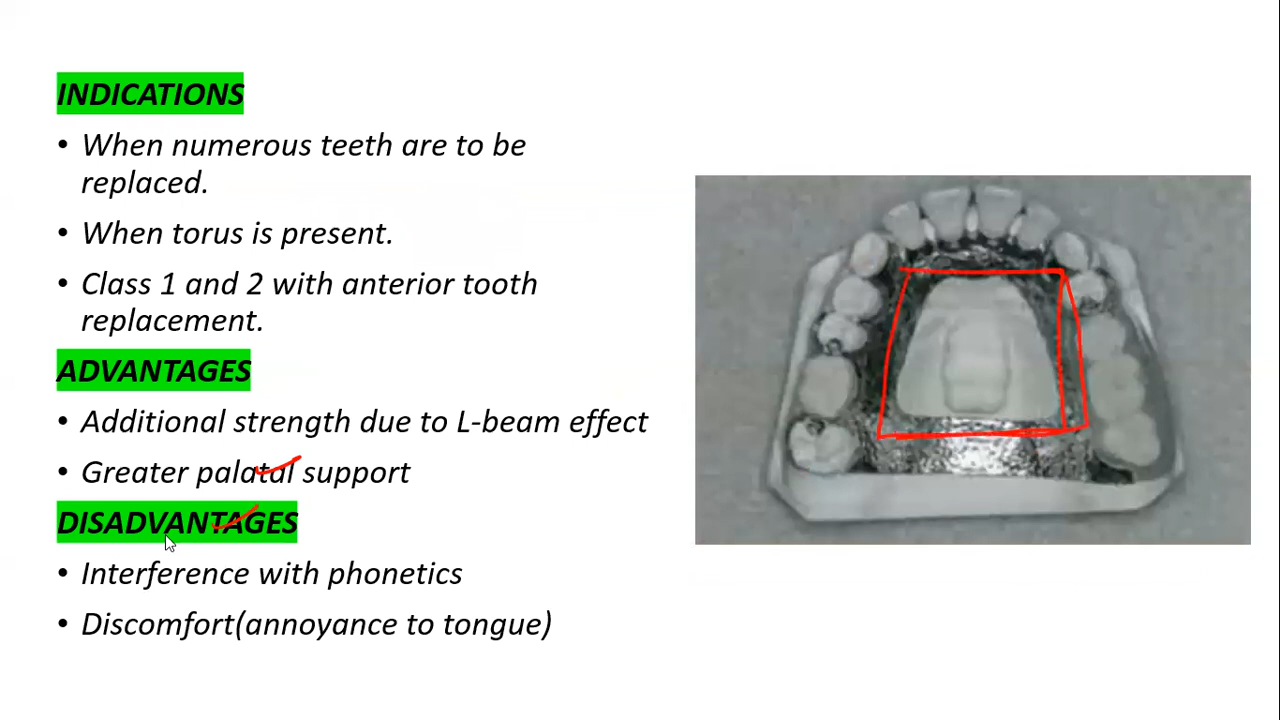 INDICATIONS
• When numerous teeth are to be
replaced.
• When torus is present.
• Class 1 and 2 with anterior tooth
replacement.
ADVANTAGES
• Additional strength due to L-beam effect
• Greater palatal support
DISADVANTAGES
• Interference with phonetics
• Discomfort(annoyance to tongue)